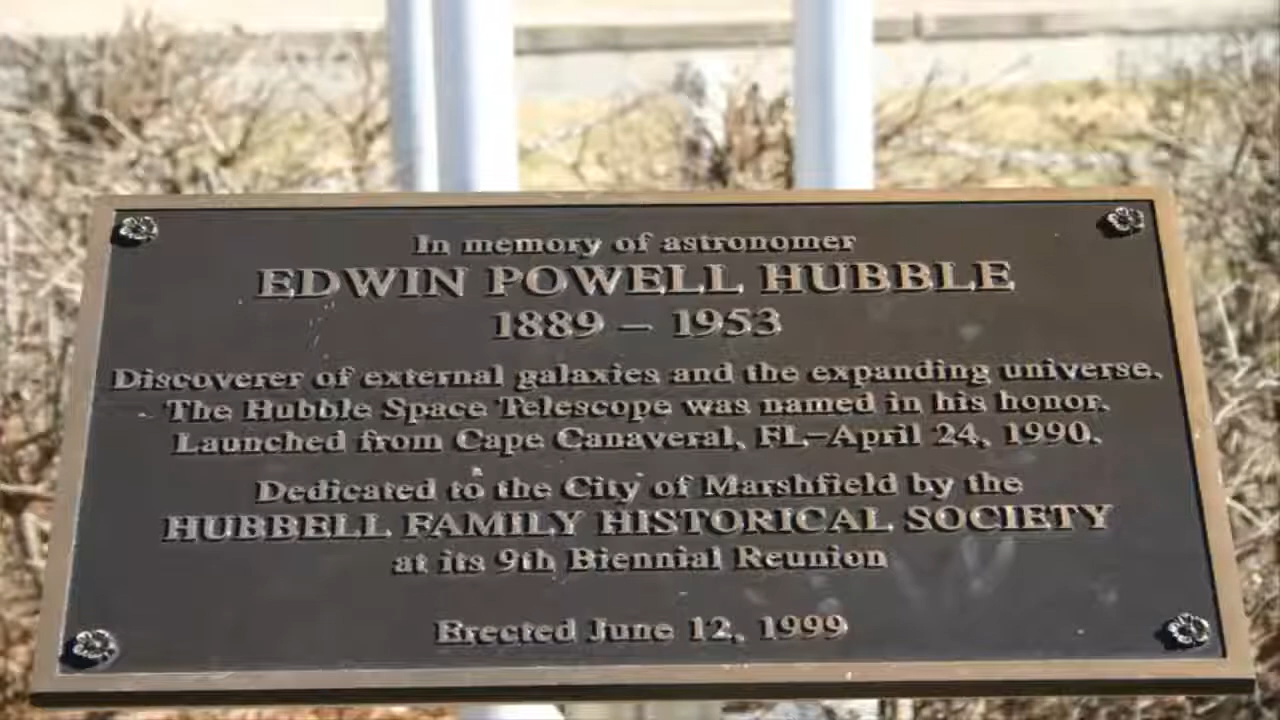 In memory of astronomer
EDWIN POWELL HUBBLE
1889 – 1953
Discoverer of external galaxies and the expanding universe.
The Hubble Space Telescope was named in his honor.
Launched from Cape Canaveral, FL–April 24, 1990.
Dedicated to the City of Marshfield by the
HUBBELL FAMILY HISTORICAL SOCIETY
at its 9th Biennial Reunion
Erected June 12, 1999